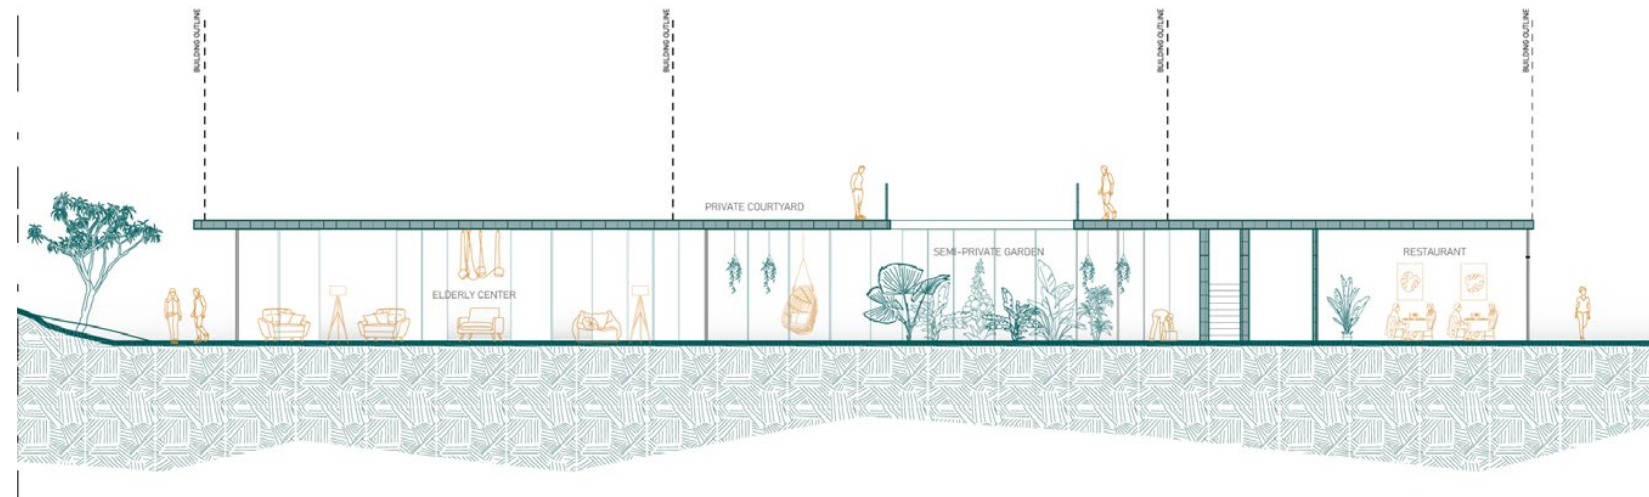 BUILDING OUTLINE
BUILDING OUTLINE
BUILDING OUTLINE
BUILDING OUTLINE
PRIVATE COURTYARD
SEMI-PRIVATE GARDEN
RESTAURANT
ELDERLY CENTER